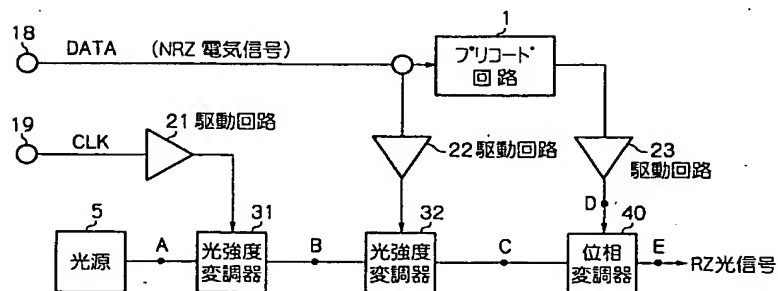 18
DATA (NRZ 電気信号)
1
プリコード
回路
19
CLK
21 駆動回路
22 駆動回路
23
駆動回路
D
5
光源
A
31
光強度
変調器
B
32
光強度
変調器
C
40
位相
変調器
E
RZ光信号